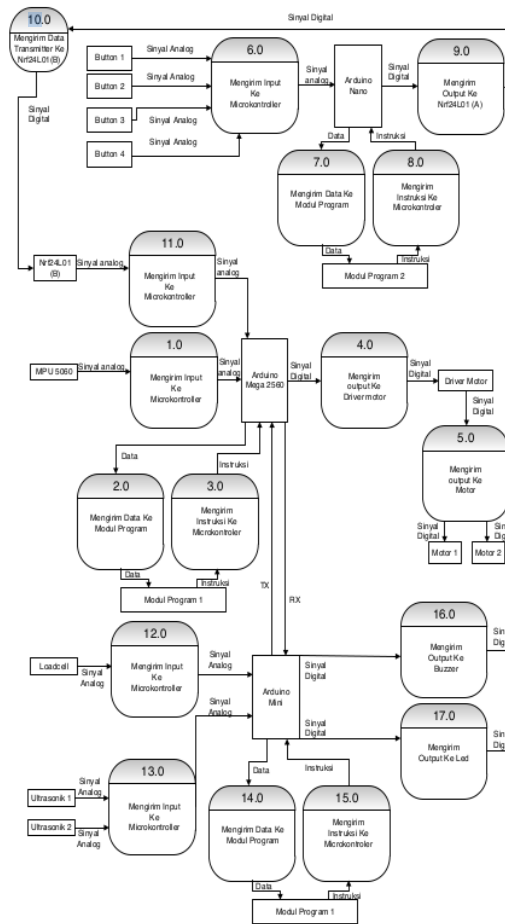 10.0
Mengirim Data
Transmitter Ke
Nrf24L01(B)
Sinyal Digital
Sinyal
Digital
Button 1
Sinyal Analog
Button 2
Sinyal Analog
Button 3
Sinyal Analog
Button 4
Sinyal Analog
6.0
Mengirim Input
Ke
Microkontroller
Sinyal
analog
Arduino
Nano
Sinyal
Digital
9.0
Mengirim
Output Ke
Nrf24L01 (A)
Data
Instruksi
7.0
Mengirim Data Ke
Modul Program
8.0
Mengirim
Instruksi Ke
Microkontroler
Data
Instruksi
Modul Program 2
Nrf24L01
(B)
Sinyal analog
11.0
Mengirim Input
Ke
Microkontroller
Sinyal
analog
MPU 5060
Sinyal analog
1.0
Mengirim Input
Ke
Microkontroller
Sinyal
analog
Arduino
Mega 2560
Sinyal
Digital
4.0
Mengirim
output Ke
Driver motor
Sinyal
Digital
Driver Motor
Sinyal
Digital
5.0
Mengirim
output Ke
Motor
Sinyal
Digital
Sinyal
Digital
Motor 1
Motor 2
Data
Instruksi
2.0
Mengirim Data Ke
Modul Program
3.0
Mengirim
Instruksi Ke
Microkontroler
Data
Instruksi
Modul Program 1
TX
RX
Loadcell
Sinyal
Analog
12.0
Mengirim Input
Ke
Microkontroller
Sinyal
Analog
Sinyal
Analog
Arduino
Mini
Sinyal
Digital
16.0
Mengirim
Output Ke
Buzzer
Sinyal
Digital
17.0
Mengirim
Output Ke Led
Ultrasonik 1
Sinyal
Analog
Ultrasonik 2
Sinyal
Analog
13.0
Mengirim Input
Ke
Microkontroller
Data
Instruksi
14.0
Mengirim Data Ke
Modul Program
15.0
Mengirim
Instruksi Ke
Microkontroler
Data
Instruksi
Modul Program 1